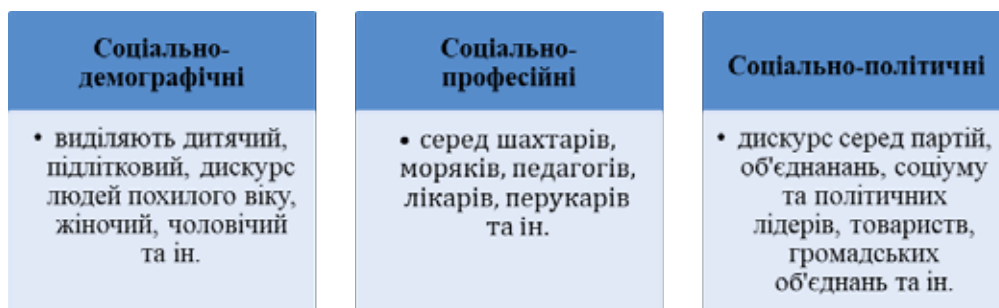 Соціально-
демографічні
• виділяють дитячий,
підлітковий, дискурс
людей похилого віку,
жіночий, чоловічий
та ін.
Соціально-
професійні
• серед шахтарів,
моряків, педагогів,
лікарів, перукарів
та ін.
Соціально-політичні
• дискурс серед партій,
об'єднанань, соціуму
та політичних
лідерів, товариств,
громадських
об'єднань та ін.